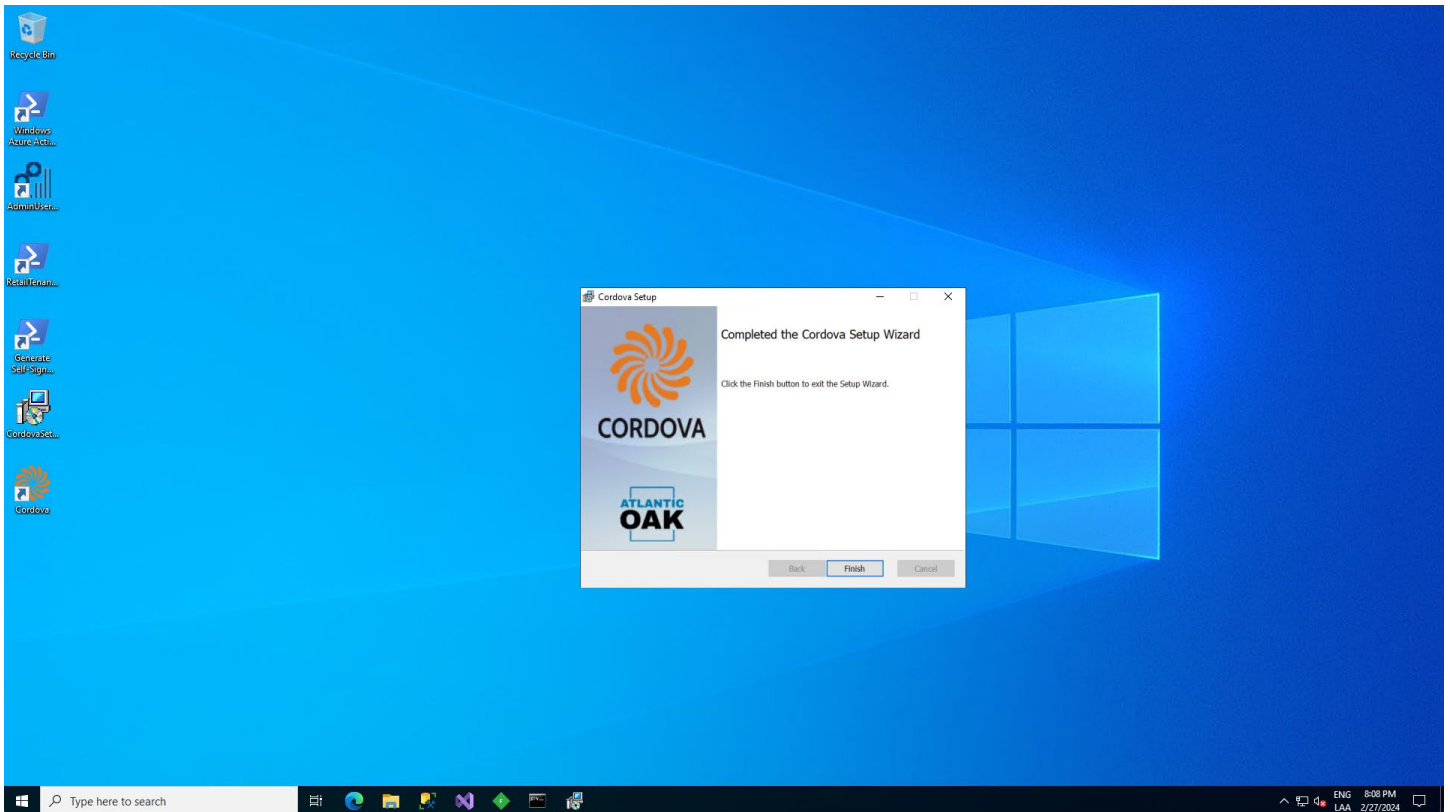 Recycle Bin
Windows
Azure Acti...
AdminUser...
RetailTenan...
Generate
Self-Sign...
CordovaSet...
Cordova
Cordova Setup
Completed the Cordova Setup Wizard
Click the Finish button to exit the Setup Wizard.
CORDOVA
ATLANTIC
OAK
Back
Finish
Cancel
Type here to search
ENG
LAA
8:08 PM
2/27/2024